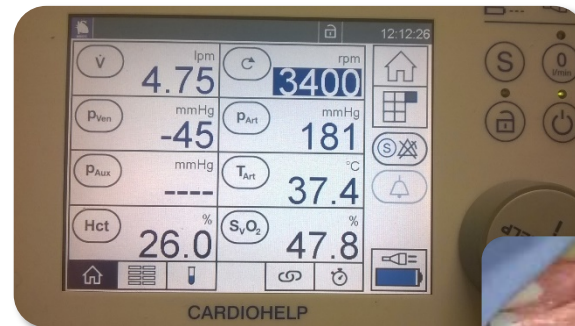 12:12:26
V̇ lpm 4.75
rpm 3400
pVen mmHg -45
pArt mmHg 181
pAux mmHg ----
TArt °C 37.4
Hct % 26.0
SvO₂ % 47.8
S
S
0
l/min
CARDIOHELP